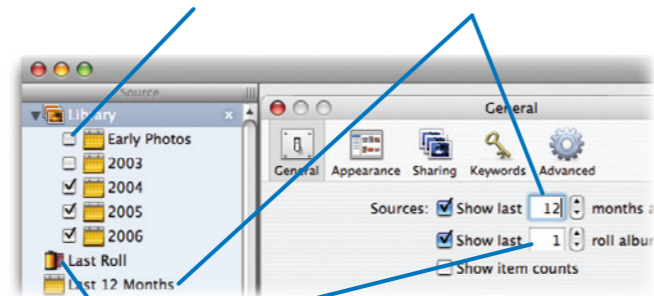 Source
Library
Early Photos
2003
2004
2005
2006
Last Roll
Last 12 Months
General
General Appearance Sharing Keywords Advanced
Sources: Show last 12 months
Show last 1 roll
Show item counts